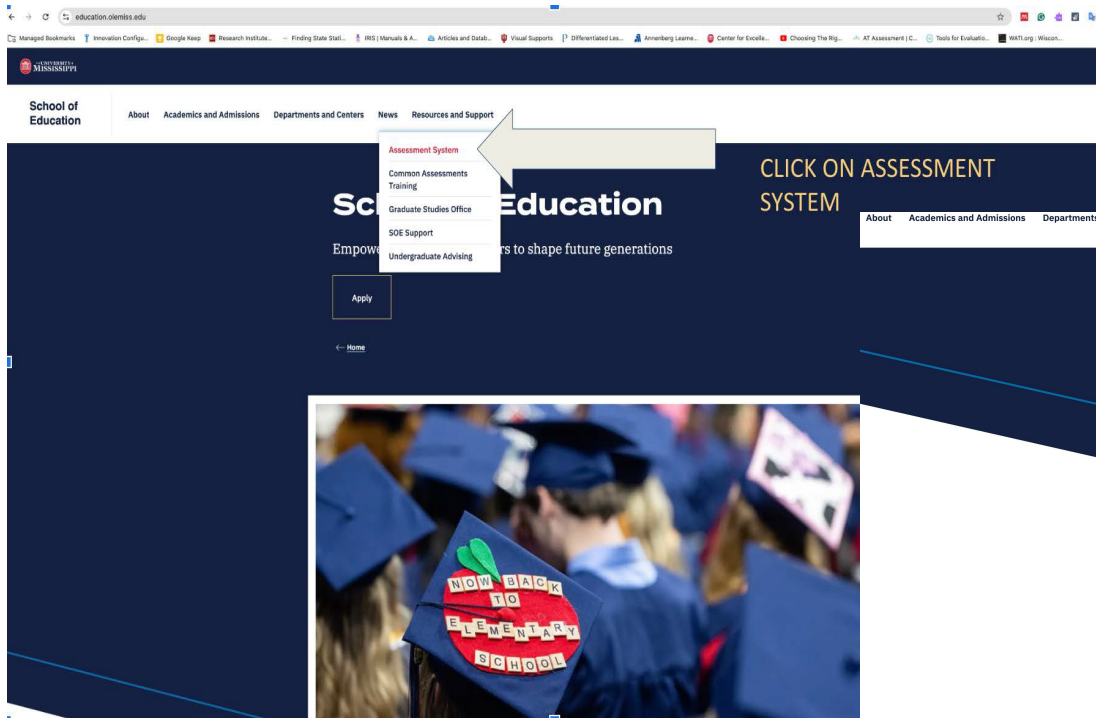 education.olemiss.edu
Managed Bookmarks Innovation Configu... Google Keep Research Institute... Finding State Stati... IRIS | Manuals & A... Articles and Datab... Visual Supports Differentiated Les... Annenberg Learne... Center for Excelle... Choosing The Rig... AT Assessment | C... Tools for Evaluatio... WATI.org | Wiscon...
THE UNIVERSITY OF
MISSISSIPPI
School of
Education
About Academics and Admissions Departments and Centers News Resources and Support
Assessment System
Common Assessments
Training
Graduate Studies Office
SOE Support
Undergraduate Advising
CLICK ON ASSESSMENT
SYSTEM
About Academics and Admissions Departments
Sc Education
Empowe rs to shape future generations
Apply
← Home
NOW BACK
TO
ELEMENTARY
SCHOOL